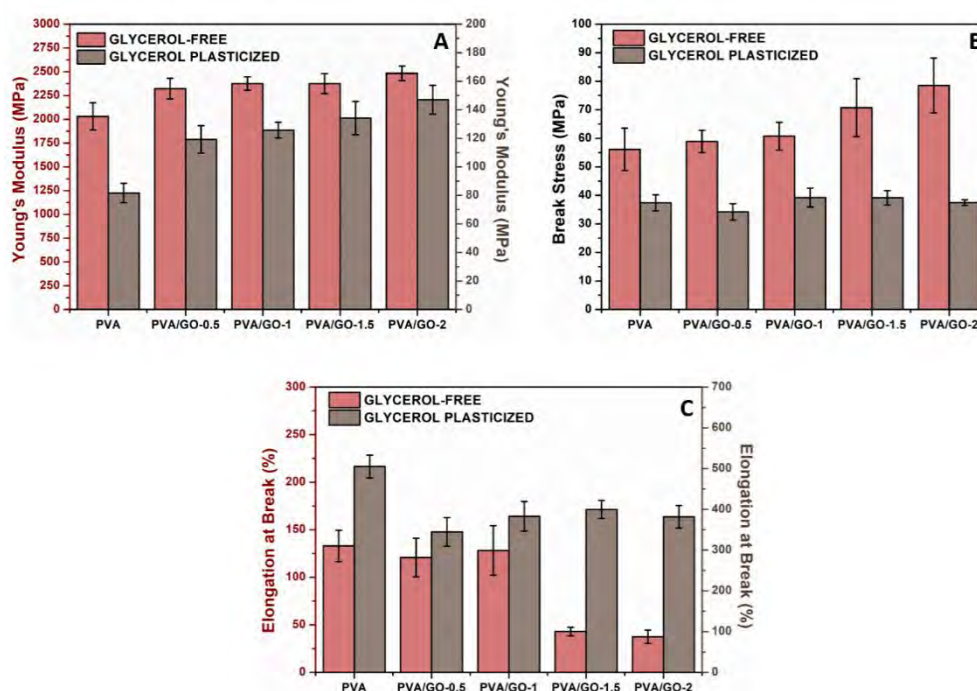 3000
2750
2500
2250
2000
1750
1500
1250
1000
750
500
250
0
Young's Modulus (MPa)
GLYCEROL-FREE
GLYCEROL PLASTICIZED
A
200
180
160
140
120
100
80
60
40
20
0
Young's Modulus (MPa)
PVA PVA/GO-0.5 PVA/GO-1 PVA/GO-1.5 PVA/GO-2
100
90
80
70
60
50
40
30
20
10
0
Break Stress (MPa)
GLYCEROL-FREE
GLYCEROL PLASTICIZED
B
PVA PVA/GO-0.5 PVA/GO-1 PVA/GO-1.5 PVA/GO-2
300
250
200
150
100
50
0
Elongation at Break (%)
GLYCEROL-FREE
GLYCEROL PLASTICIZED
C
700
600
500
400
300
200
100
0
Elongation at Break (%)
PVA PVA/GO-0.5 PVA/GO-1 PVA/GO-1.5 PVA/GO-2